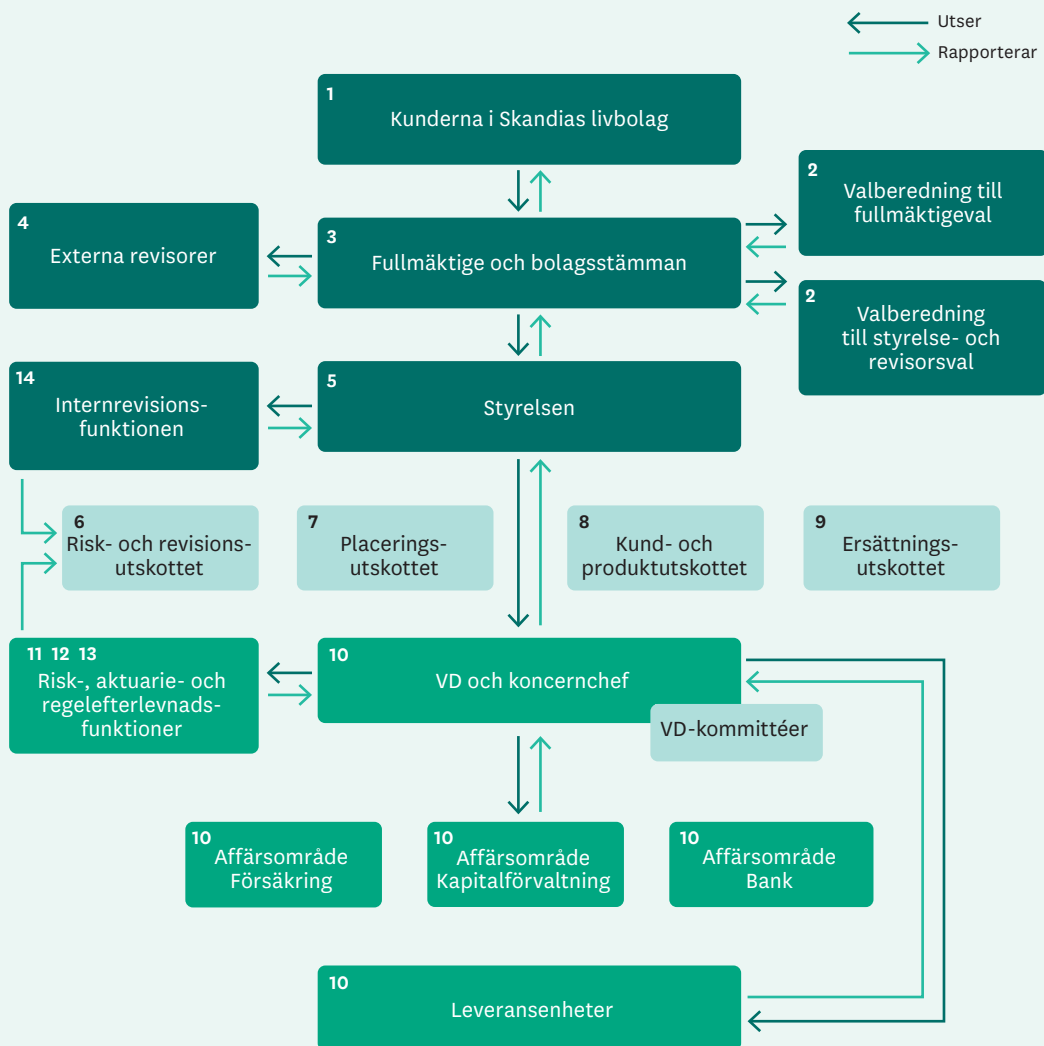 Utser
Rapporterar
1
Kunderna i Skandias livbolag
2
Valberedning till
fullmäktigeval
4
Externa revisorer
3
Fullmäktige och bolagsstämman
2
Valberedning
till styrelse- och
revisorsval
14
Internrevisions-
funktionen
5
Styrelsen
6
Risk- och revisions-
utskottet
7
Placerings-
utskottet
8
Kund- och
produktutskottet
9
Ersättnings-
utskottet
11 12 13
Risk-, aktuarie- och
regelefterlevnads-
funktioner
10
VD och koncernchef
VD-kommittéer
10
Affärsområde
Försäkring
10
Affärsområde
Kapitalförvaltning
10
Affärsområde
Bank
10
Leveransenheter